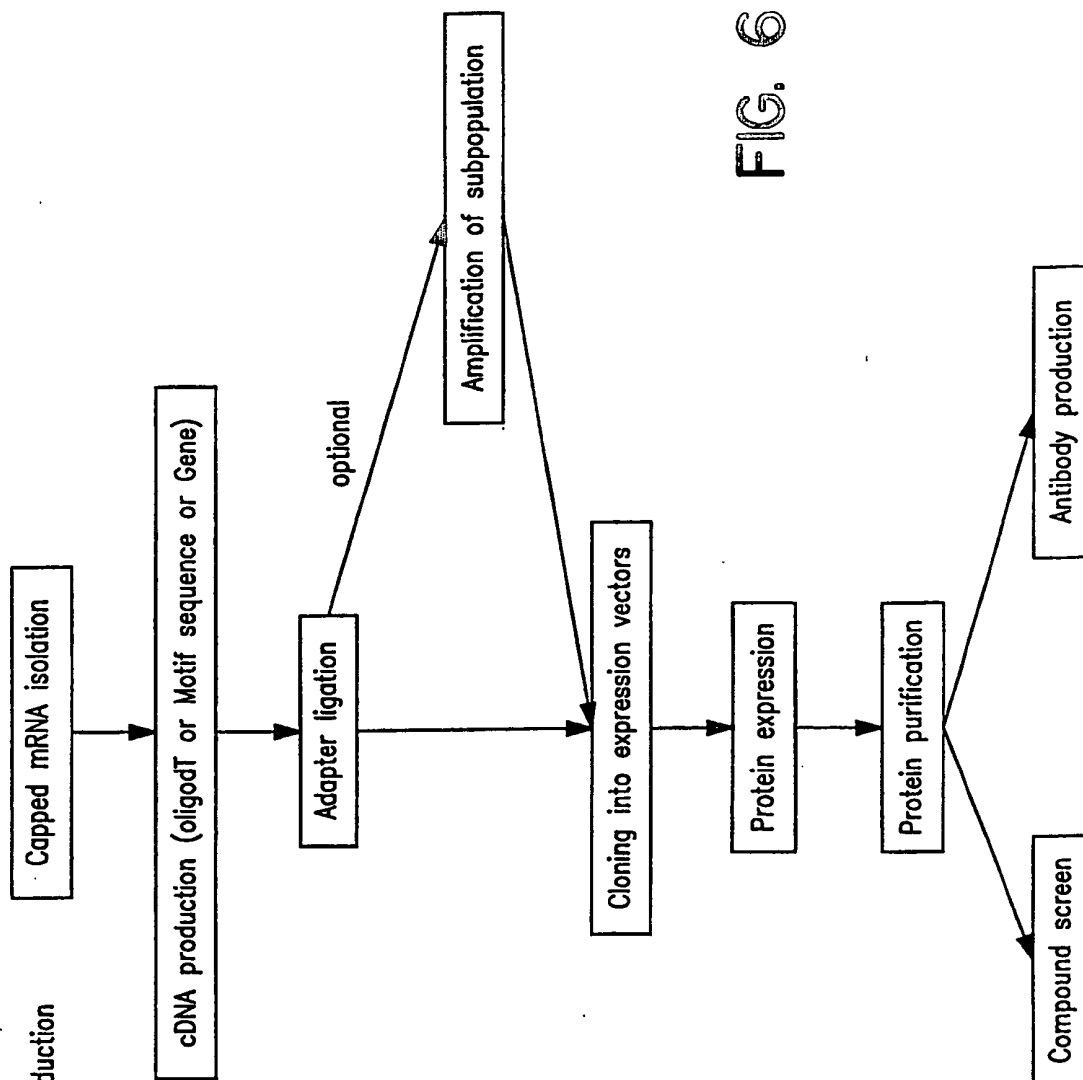 duction
Capped mRNA isolation
cDNA production (oligodT or Motif sequence or Gene)
Adapter ligation
optional
Amplification of subpopulation
Cloning into expression vectors
Protein expression
Protein purification
Compound screen
Antibody production
FIG. 6